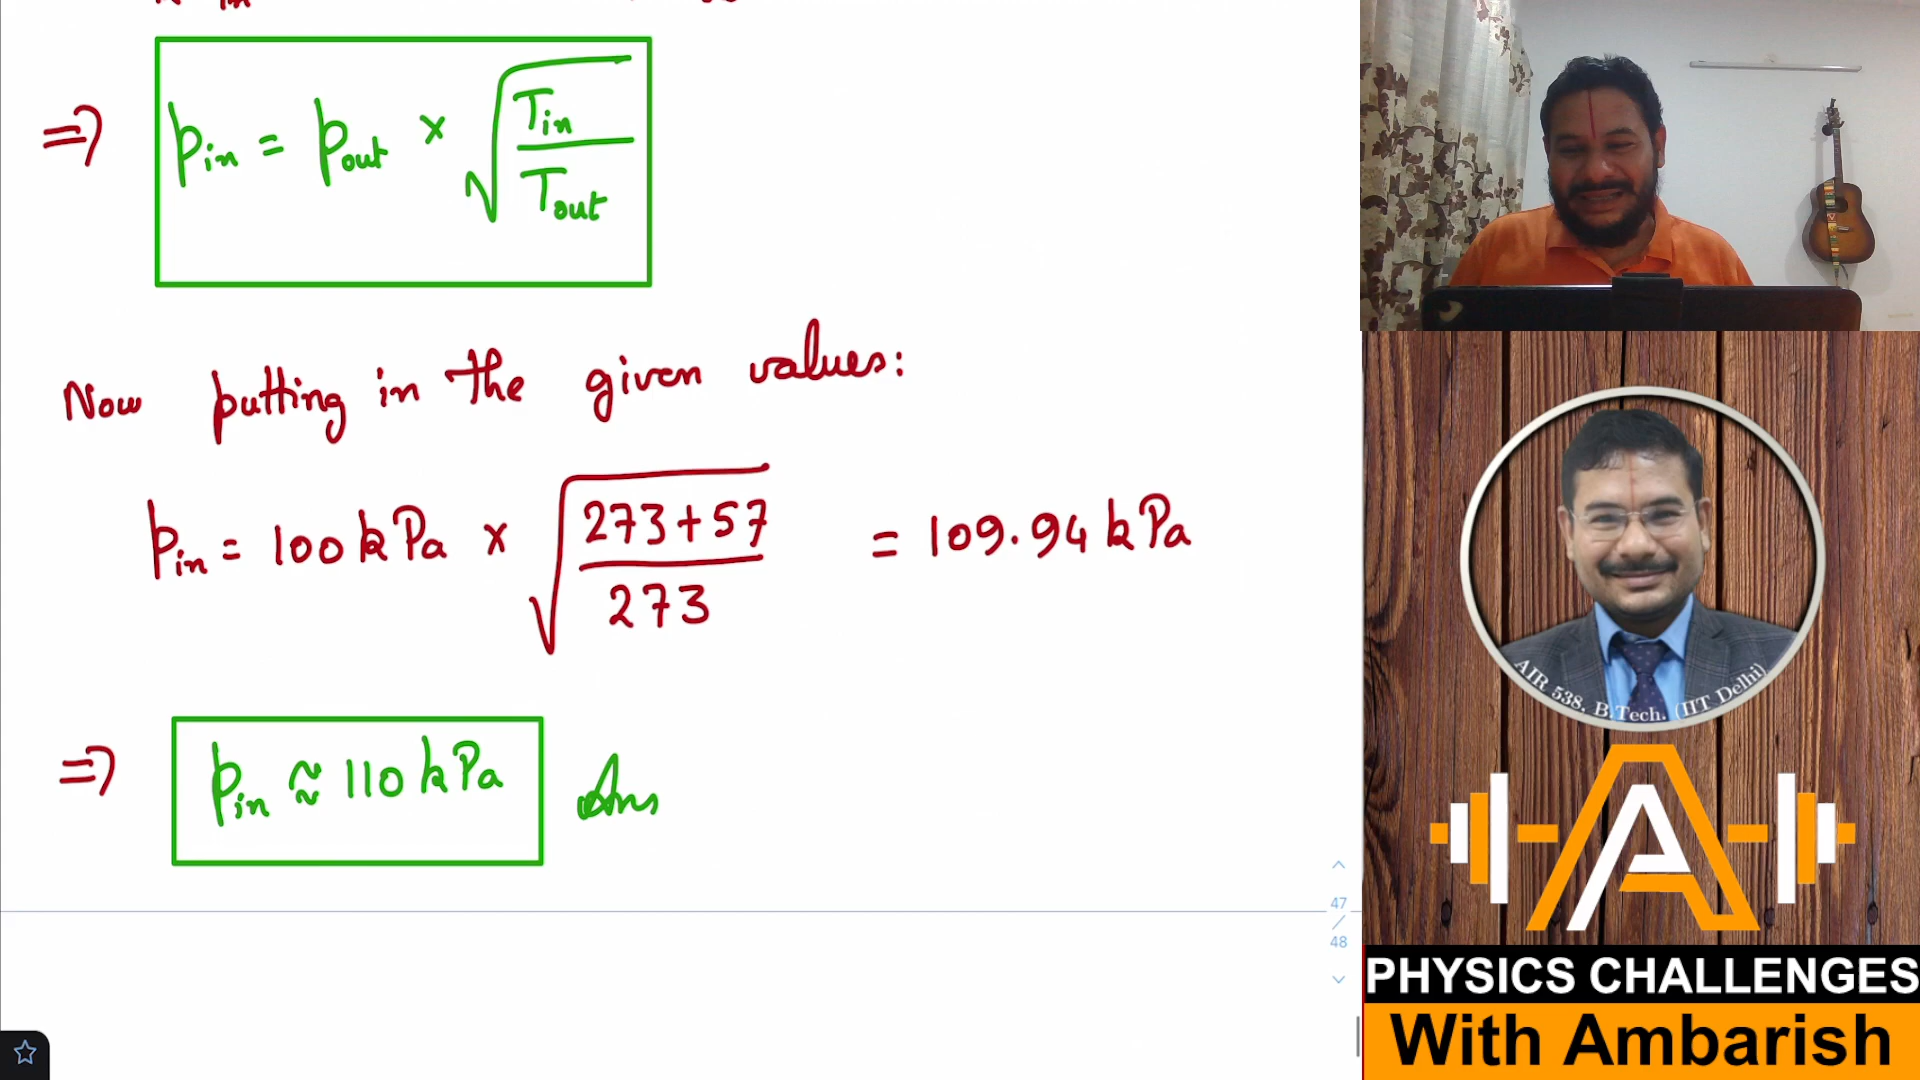 ⇒ p_in = p_out × √(T_in / T_out)
Now putting in the given values:
p_in = 100 kPa × √((273+57) / 273) = 109.94 kPa
⇒ p_in ≈ 110 kPa Ans
47
/
48
AIR 538, B.Tech. (IIT Delhi)
A
PHYSICS CHALLENGES
With Ambarish